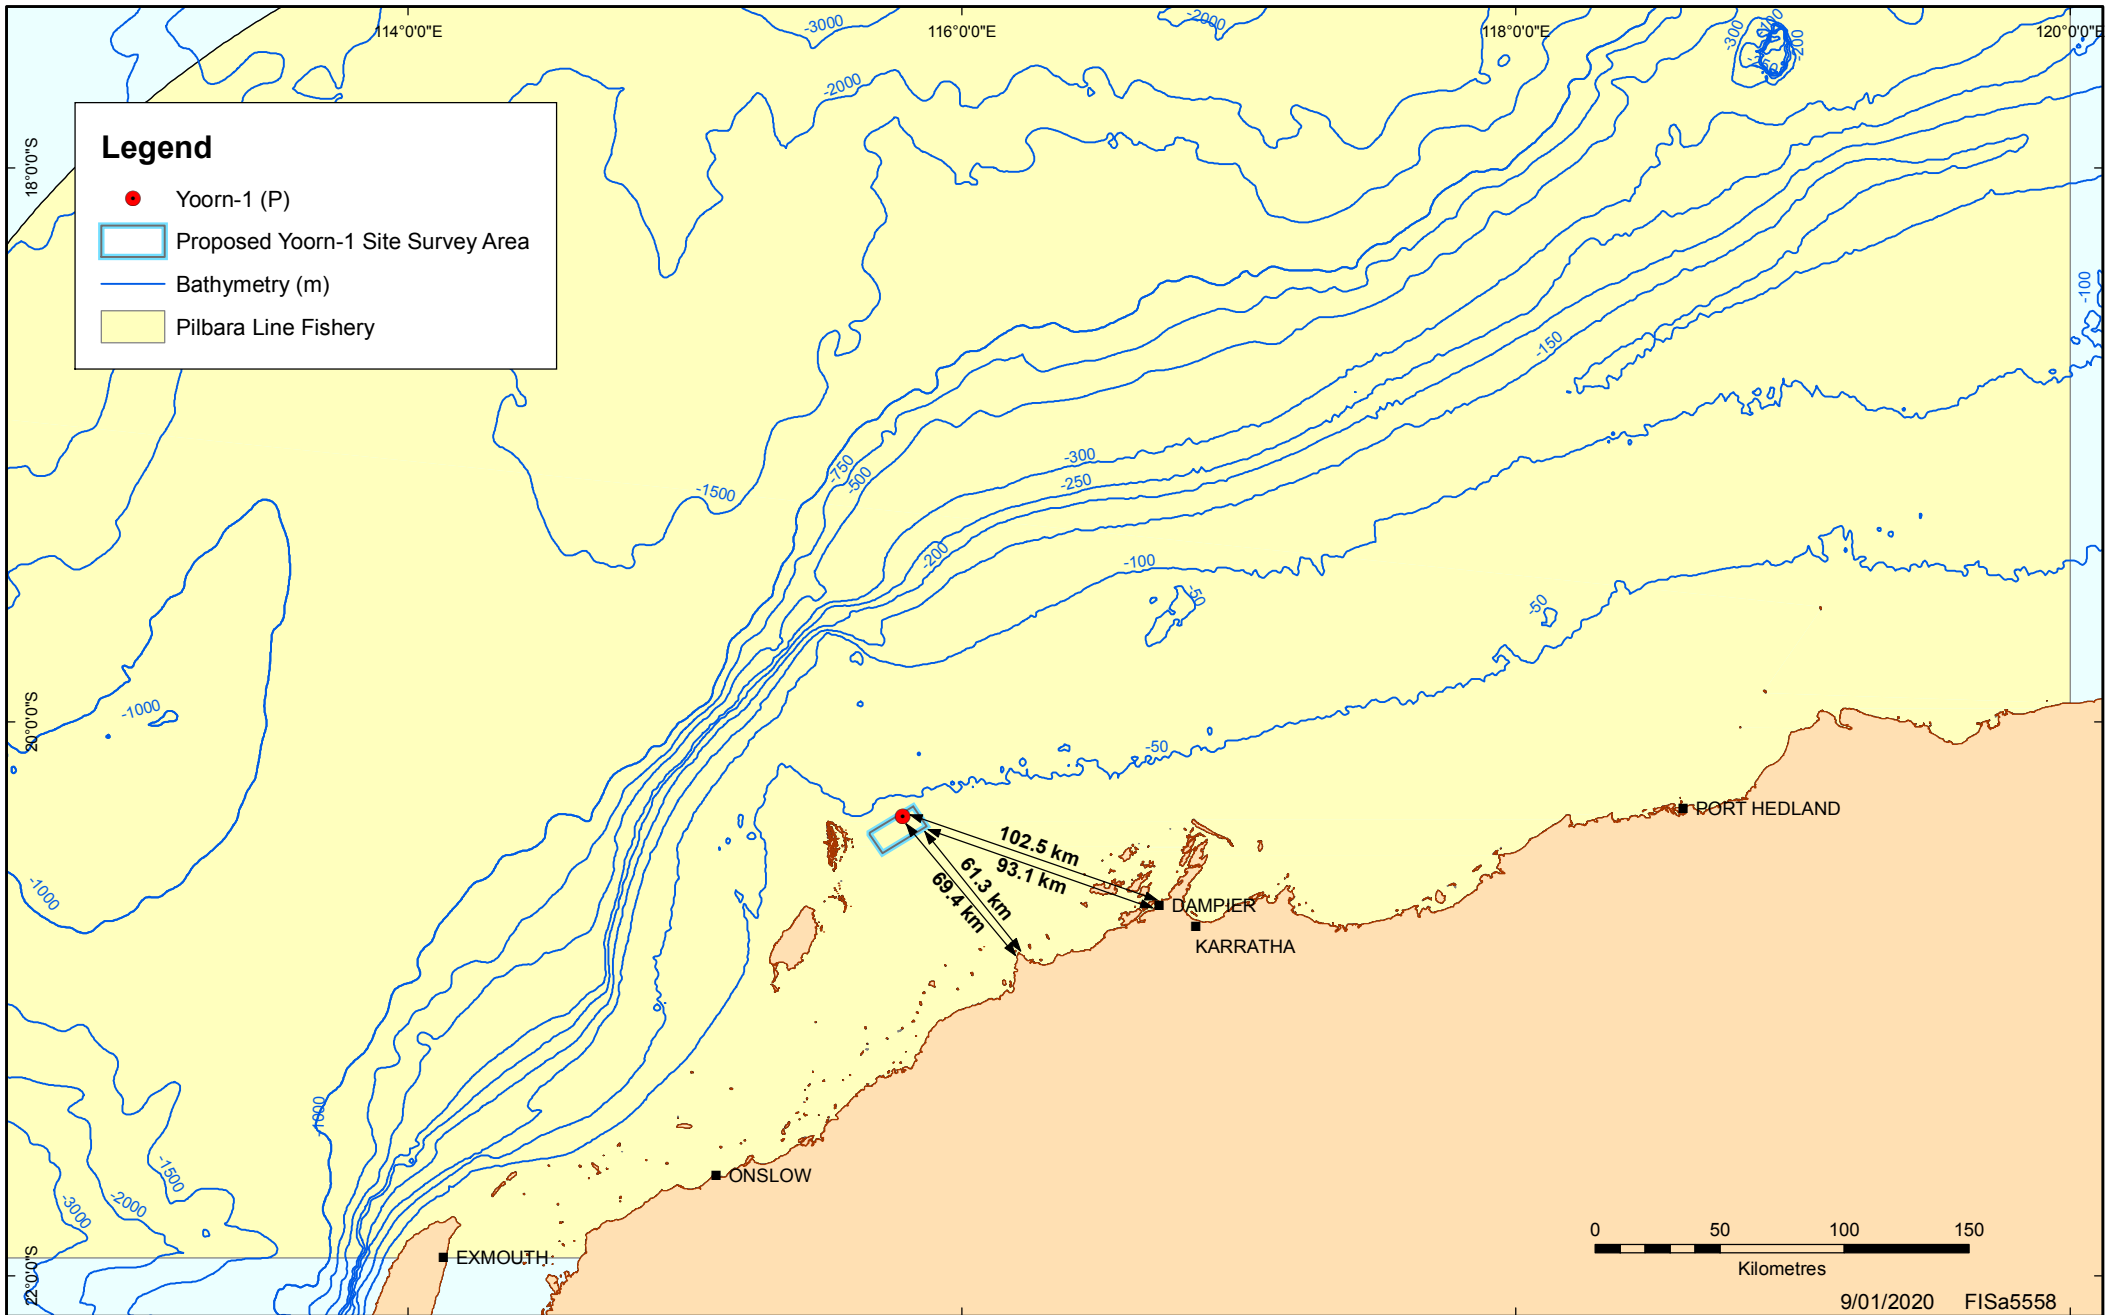 114°0'0"E
116°0'0"E
118°0'0"E
120°0'0"E
-3000
-2000
-300
-100
-200
-250
-2000
18°0'0"S
Legend
Yoorn-1 (P)
Proposed Yoorn-1 Site Survey Area
Bathymetry (m)
Pilbara Line Fishery
-100
-150
-300
-250
-750
-500
-1500
-200
-100
-50
-50
20°0'0"S
-1000
-50
PORT HEDLAND
102.5 km
93.1 km
61.3 km
69.4 km
-1000
DAMPIER
KARRATHA
-1000
-1500
-2000
-3000
ONSLOW
EXMOUTH
22°0'0"S
0 50 100 150
Kilometres
9/01/2020 FISa5558